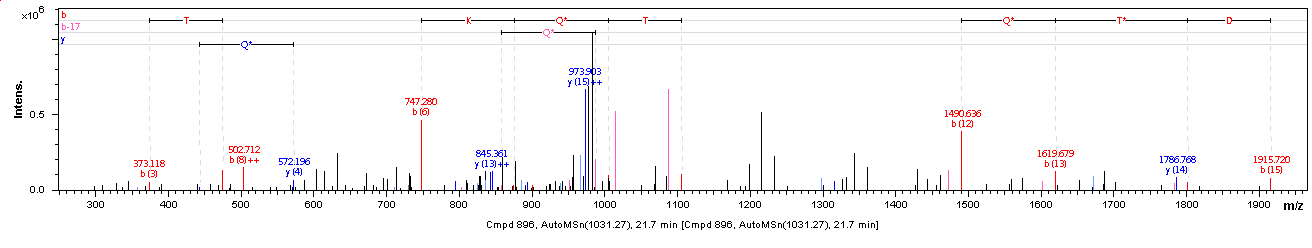 ×10⁶
b
b-17
y
T K Q* T Q* T* D
Q*
Q*
Intens.
0.5
0.0
373.118
b (3)
502.712
b (8)++
572.196
y (4)
747.280
b (6)
845.361
y (13)++
973.903
y (15)++
1490.636
b (12)
1619.679
b (13)
1786.768
y (14)
1915.720
b (15)
300 400 500 600 700 800 900 1000 1100 1200 1300 1400 1500 1600 1700 1800 1900 m/z
Cmpd 896, AutoMSn(1031.27), 21.7 min [Cmpd 896, AutoMSn(1031.27), 21.7 min]